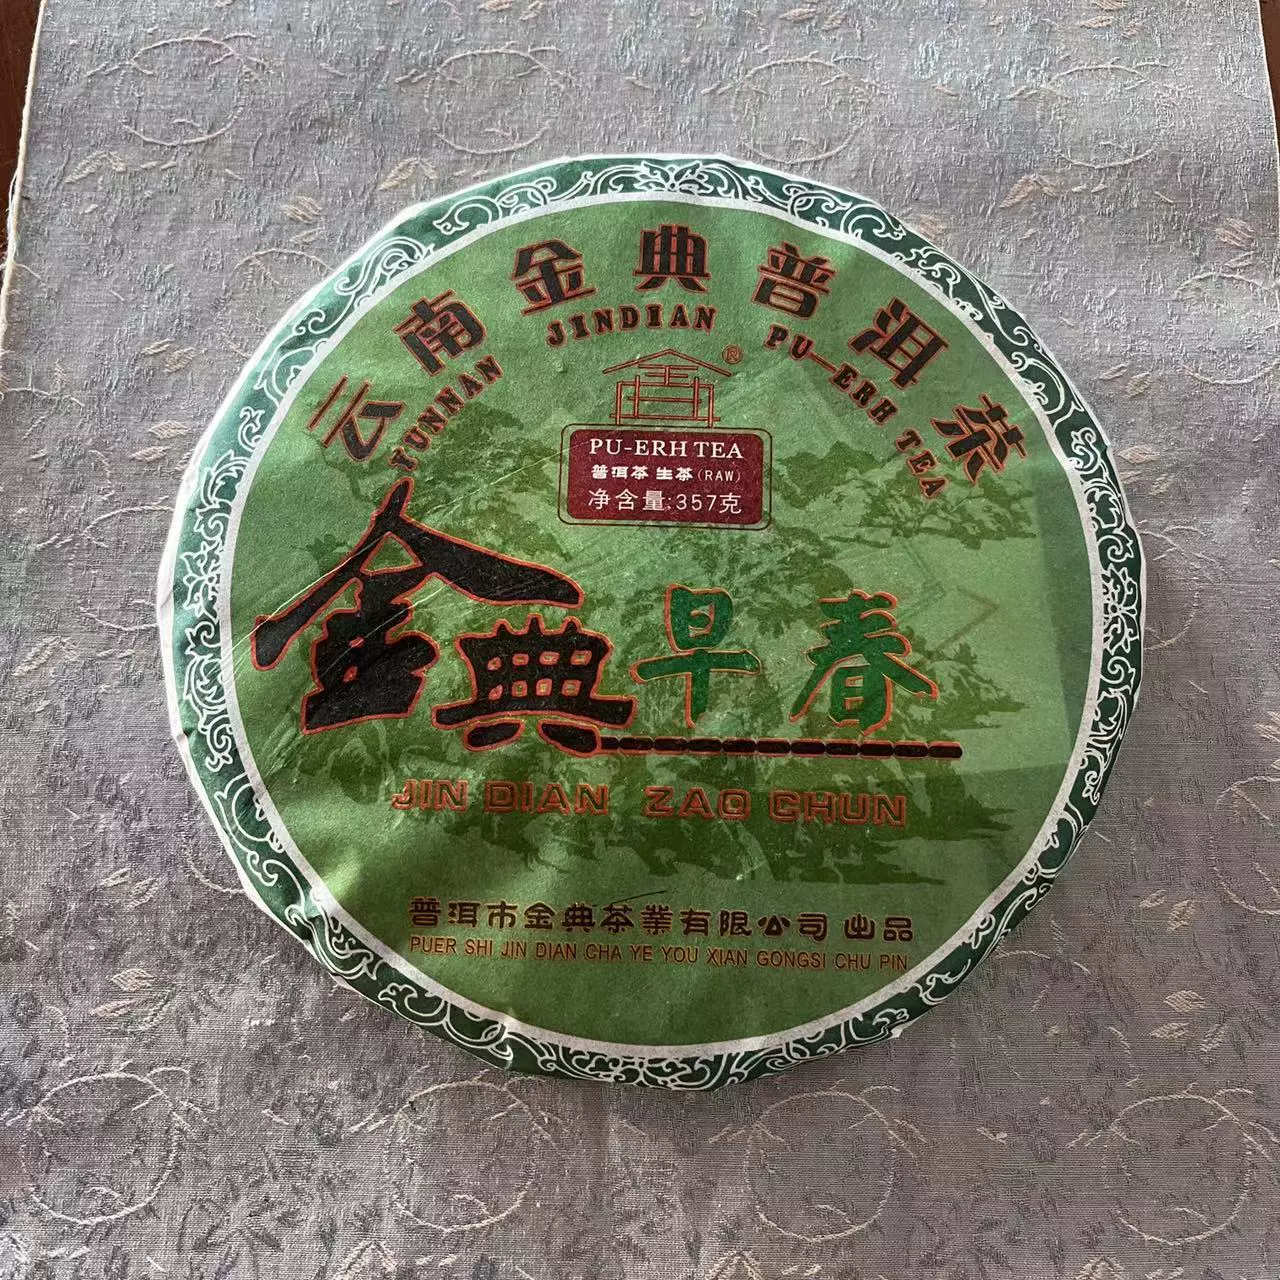 云南金典普洱茶
YUNNAN JINDIAN PU—ERH TEA
®
PU-ERH TEA
普洱茶 生茶(RAW)
净含量:357克
金典早春
JIN DIAN ZAO CHUN
普洱市金典茶業有限公司 出品
PUER SHI JIN DIAN CHA YE YOU XIAN GONGSI CHU PIN